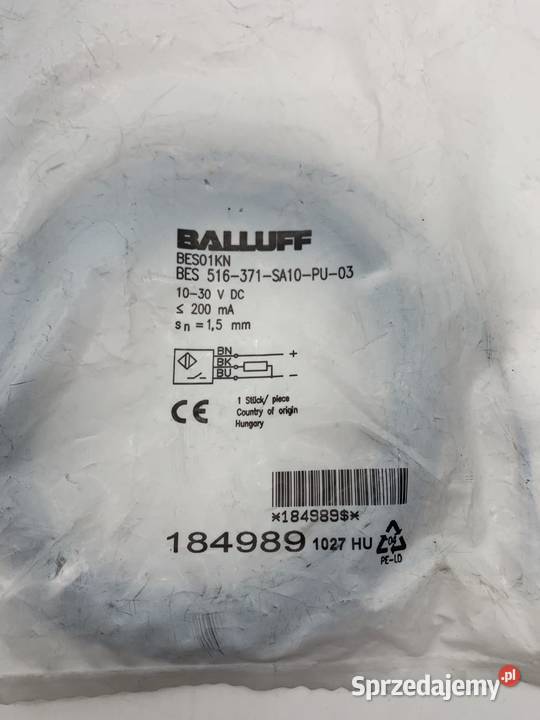 BALLUFF
BES01KN
BES 516-371-SA10-PU-03
10-30 V DC
≤ 200 mA
sn = 1,5 mm
BN +
BK
BU −
CE
1 Stück/ piece
Country of origin
Hungary
*184989$*
184989 1027 HU
04
PE-LD
Sprzedajemy.pl